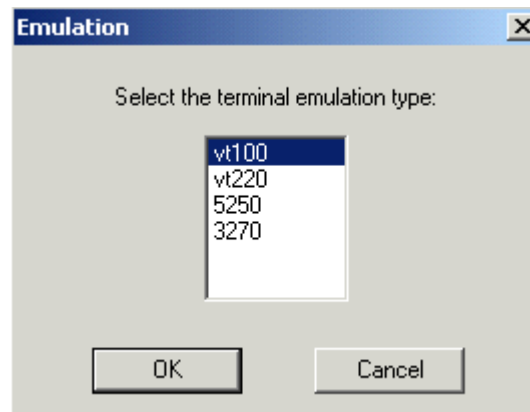 Emulation
Select the terminal emulation type:
vt100
vt220
5250
3270
OK
Cancel